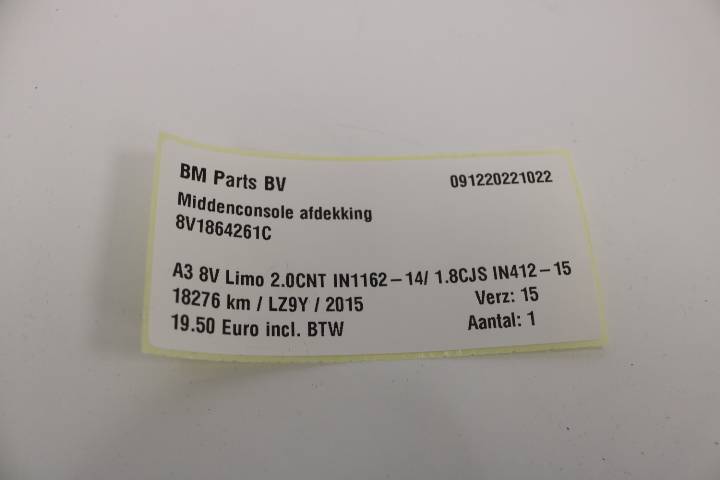 BM Parts BV 091220221022
Middenconsole afdekking
8V1864261C
A3 8V Limo 2.0CNT IN1162-14/ 1.8CJS IN412-15
18276 km / LZ9Y / 2015 Verz: 15
19.50 Euro incl. BTW Aantal: 1